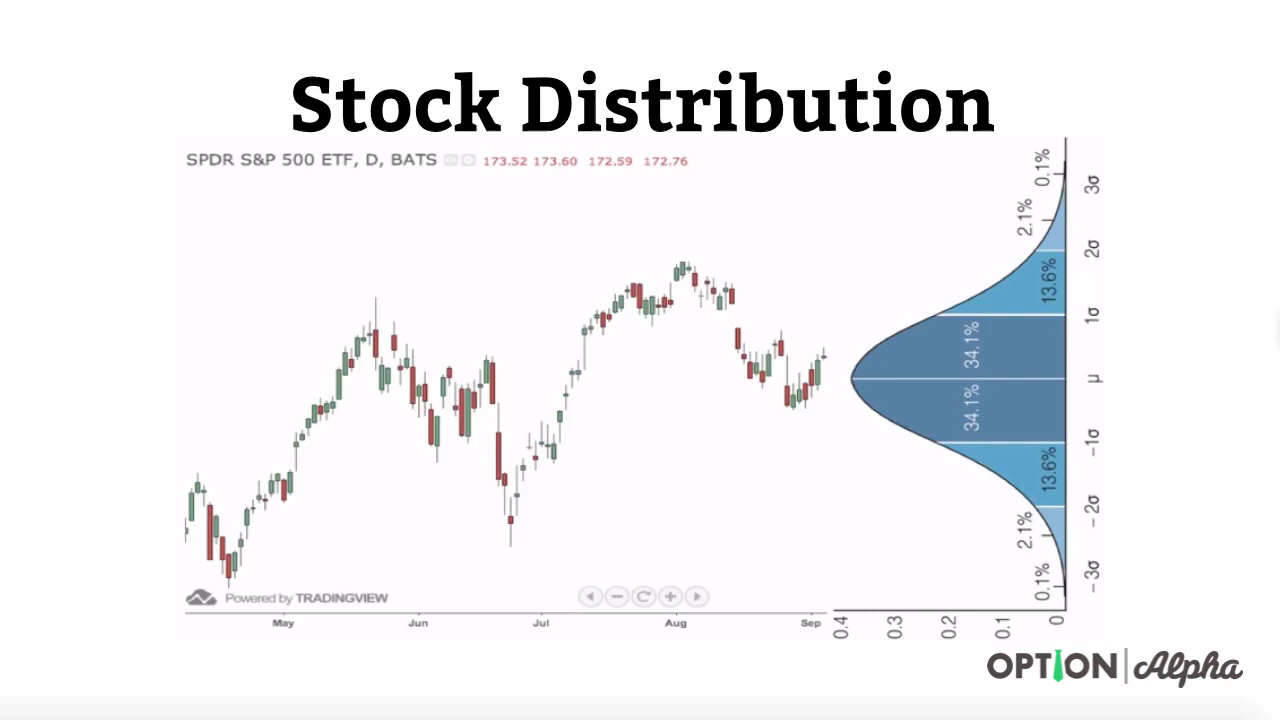 Stock Distribution
SPDR S&P 500 ETF, D, BATS 173.52 173.60 172.59 172.76
0.1%
3σ
2.1%
2σ
13.6%
1σ
34.1%
μ
34.1%
-1σ
13.6%
-2σ
2.1%
-3σ
0.1%
Powered by TRADINGVIEW
May Jun Jul Aug Sep
0.4 0.3 0.2 0.1 0
OPTION Alpha